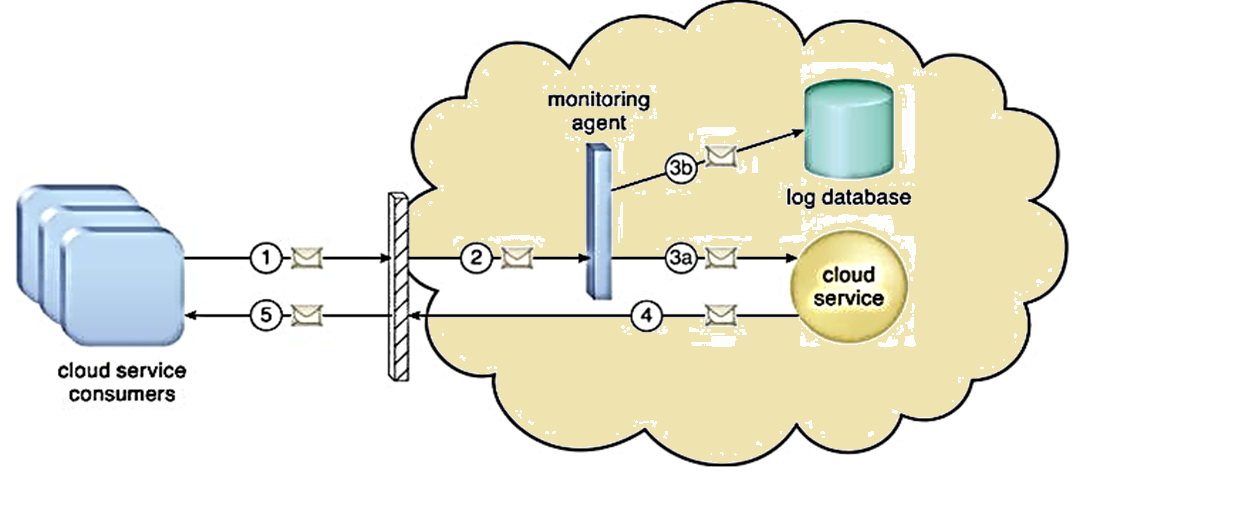 monitoring
agent
3b
log database
1
2
3a
cloud
service
5
4
cloud service
consumers